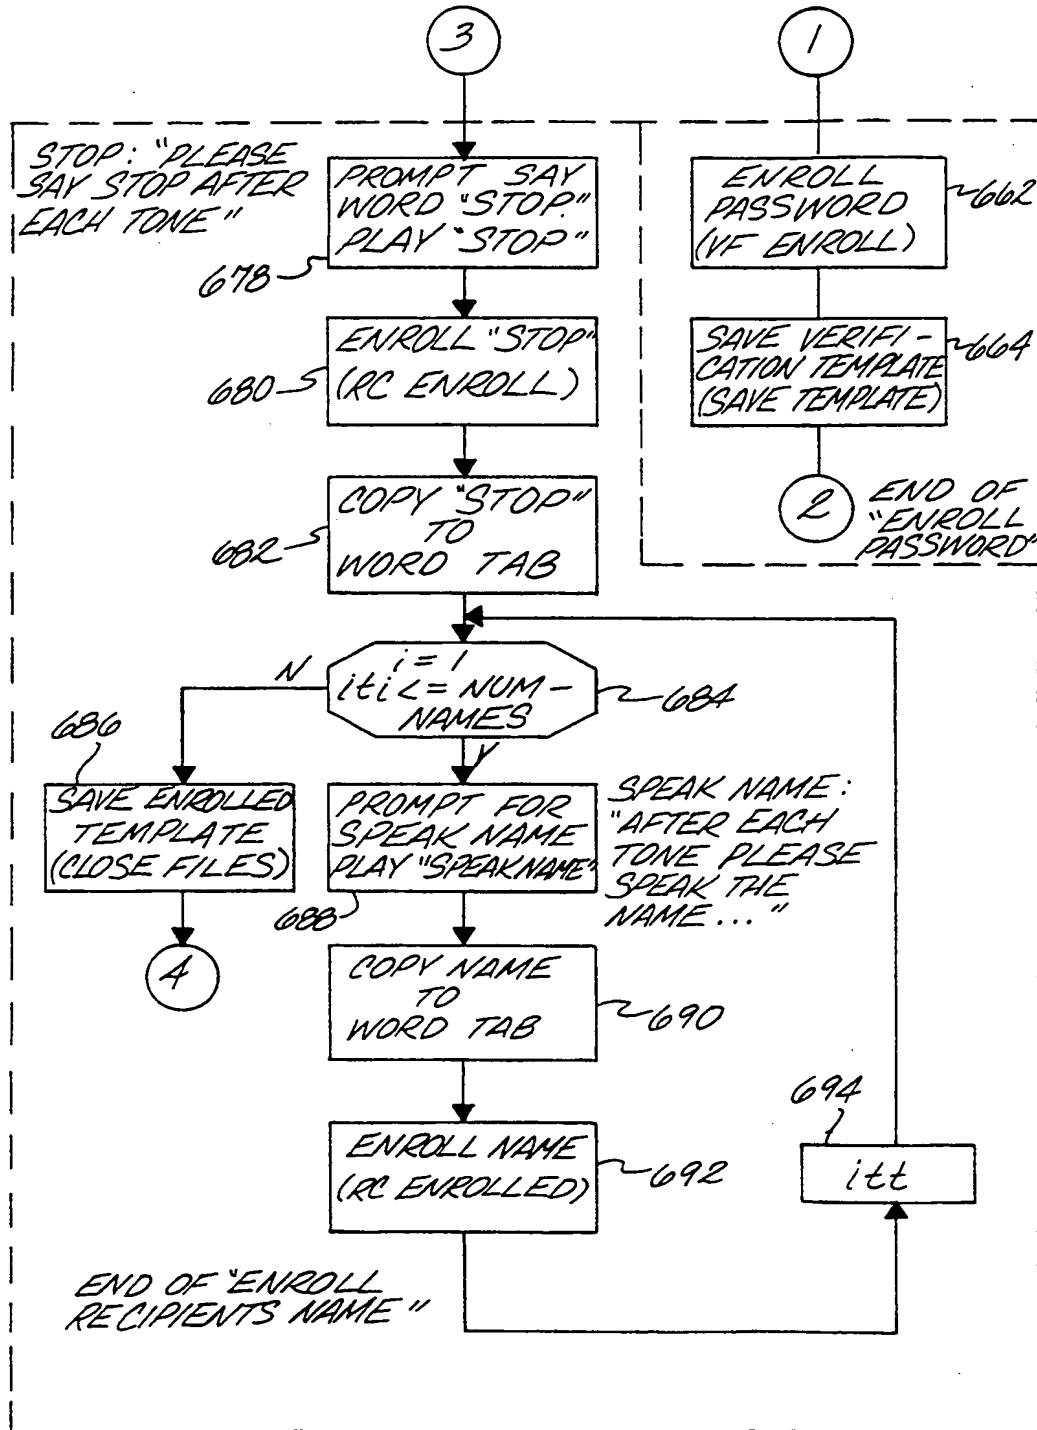 3
1
STOP: "PLEASE
SAY STOP AFTER
EACH TONE"
PROMPT SAY
WORD "STOP."
PLAY "STOP"
678
ENROLL
PASSWORD
(VF ENROLL)
662
ENROLL "STOP"
(RC ENROLL)
680
SAVE VERIFI-
CATION TEMPLATE
(SAVE TEMPLATE)
664
COPY "STOP"
TO
WORD TAB
682
2
END OF
"ENROLL
PASSWORD"
i = 1
iti <= NUM-
NAMES
684
N
Y
686
SAVE ENROLLED
TEMPLATE
(CLOSE FILES)
4
PROMPT FOR
SPEAK NAME
PLAY "SPEAKNAME"
688
SPEAK NAME:
"AFTER EACH
TONE PLEASE
SPEAK THE
NAME..."
COPY NAME
TO
WORD TAB
690
ENROLL NAME
(RC ENROLLED)
692
694
itt
END OF "ENROLL
RECIPIENTS NAME"